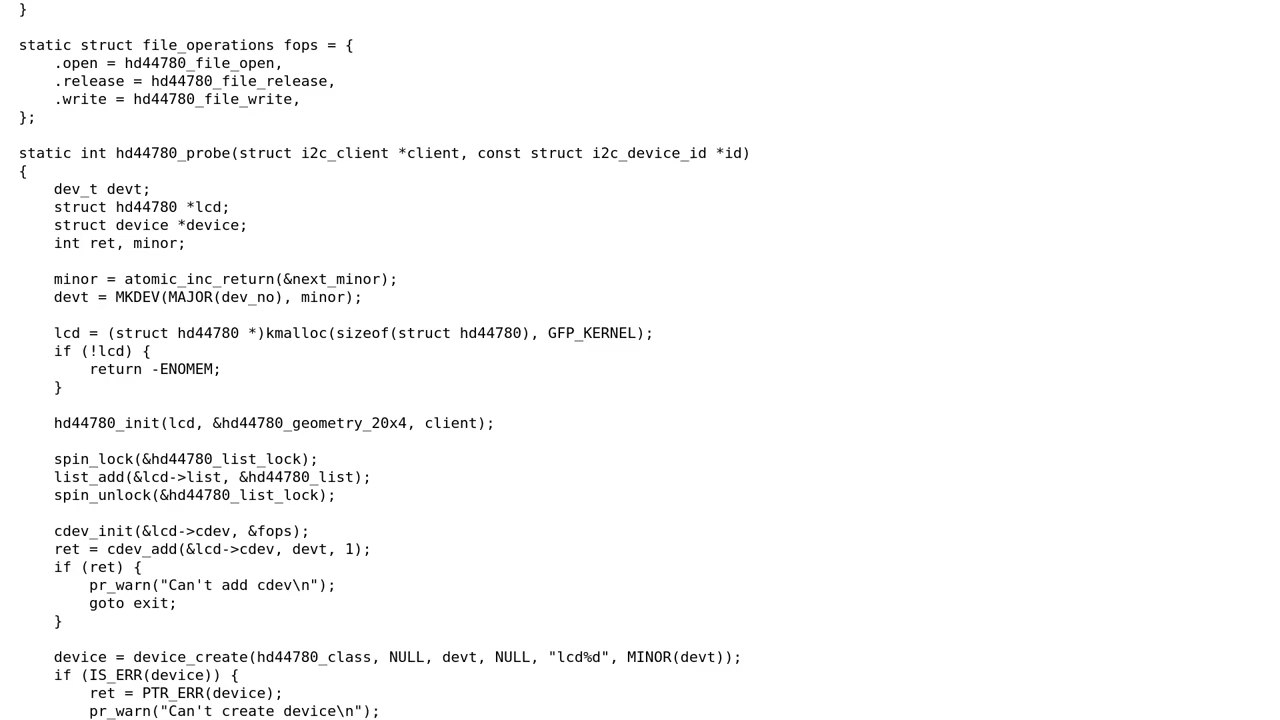 }

static struct file_operations fops = {
    .open = hd44780_file_open,
    .release = hd44780_file_release,
    .write = hd44780_file_write,
};

static int hd44780_probe(struct i2c_client *client, const struct i2c_device_id *id)
{
    dev_t devt;
    struct hd44780 *lcd;
    struct device *device;
    int ret, minor;

    minor = atomic_inc_return(&next_minor);
    devt = MKDEV(MAJOR(dev_no), minor);

    lcd = (struct hd44780 *)kmalloc(sizeof(struct hd44780), GFP_KERNEL);
    if (!lcd) {
        return -ENOMEM;
    }

    hd44780_init(lcd, &hd44780_geometry_20x4, client);

    spin_lock(&hd44780_list_lock);
    list_add(&lcd->list, &hd44780_list);
    spin_unlock(&hd44780_list_lock);

    cdev_init(&lcd->cdev, &fops);
    ret = cdev_add(&lcd->cdev, devt, 1);
    if (ret) {
        pr_warn("Can't add cdev\n");
        goto exit;
    }

    device = device_create(hd44780_class, NULL, devt, NULL, "lcd%d", MINOR(devt));
    if (IS_ERR(device)) {
        ret = PTR_ERR(device);
        pr_warn("Can't create device\n");